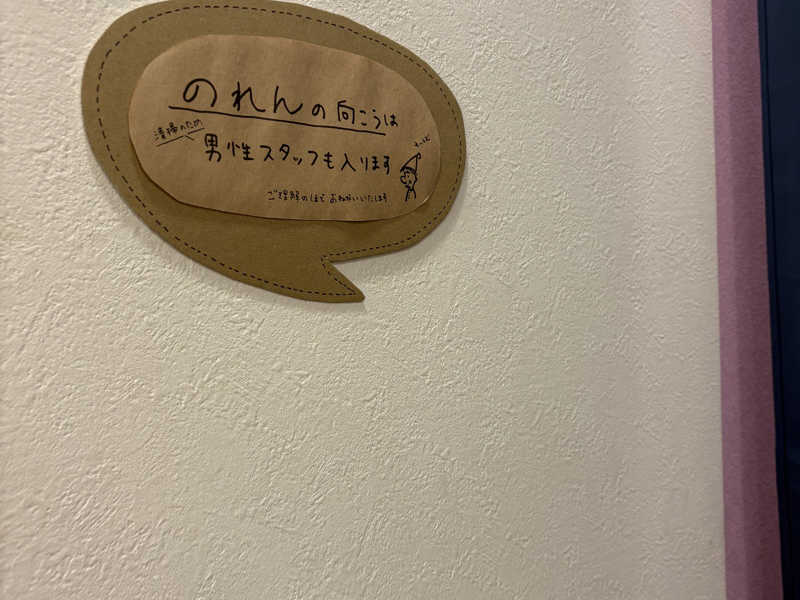 のれんの向こうは
清掃のため
男性スタッフも入ります
ご理解のほど おねがいいたします